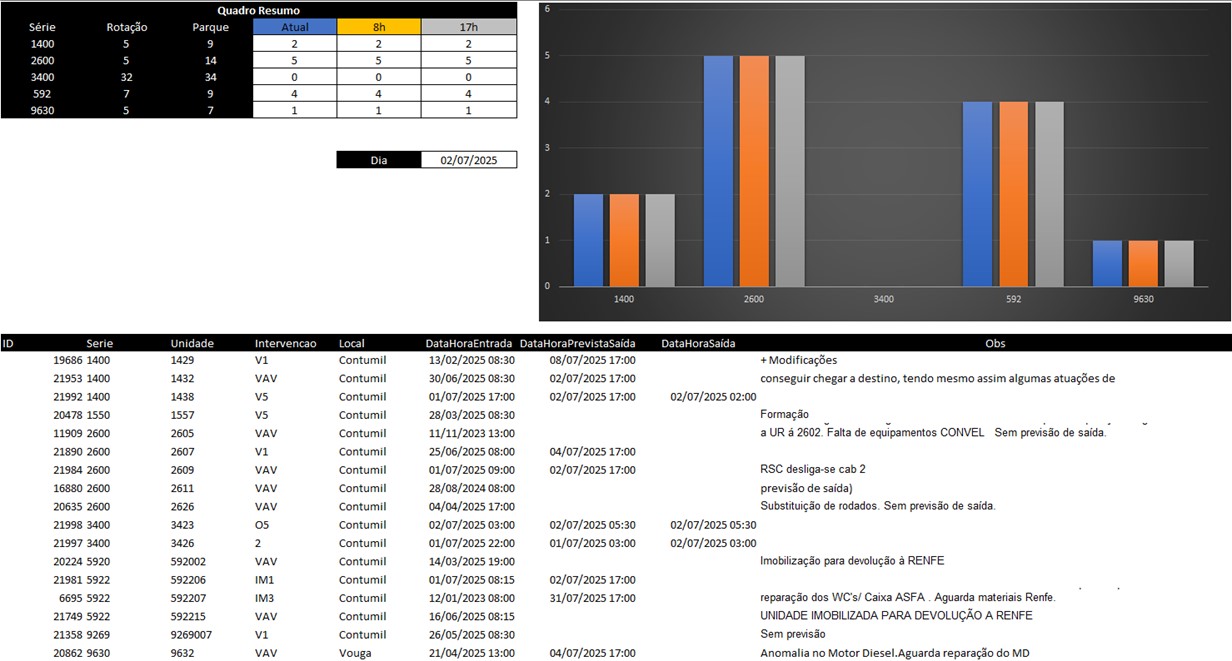 Quadro Resumo
Série Rotação Parque Atual 8h 17h
1400 5 9 2 2 2
2600 5 14 5 5 5
3400 32 34 0 0 0
592 7 9 4 4 4
9630 5 7 1 1 1
Dia 02/07/2025
6
5
4
3
2
1
0
1400 2600 3400 592 9630
ID Serie Unidade Intervencao Local DataHoraEntrada DataHoraPrevistaSaída DataHoraSaída Obs
19686 1400 1429 V1 Contumil 13/02/2025 08:30 08/07/2025 17:00 + Modificações
21953 1400 1432 VAV Contumil 30/06/2025 08:30 02/07/2025 17:00 conseguir chegar a destino, tendo mesmo assim algumas atuações de
21992 1400 1438 V5 Contumil 01/07/2025 17:00 02/07/2025 17:00 02/07/2025 02:00
20478 1550 1557 V5 Contumil 28/03/2025 08:30 Formação
11909 2600 2605 VAV Contumil 11/11/2023 13:00 a UR á 2602. Falta de equipamentos CONVEL Sem previsão de saída.
21890 2600 2607 V1 Contumil 25/06/2025 08:00 04/07/2025 17:00
21984 2600 2609 VAV Contumil 01/07/2025 09:00 02/07/2025 17:00 RSC desliga-se cab 2
16880 2600 2611 VAV Contumil 28/08/2024 08:00 previsão de saída)
20635 2600 2626 VAV Contumil 04/04/2025 17:00 Substituição de rodados. Sem previsão de saída.
21998 3400 3423 O5 Contumil 02/07/2025 03:00 02/07/2025 05:30 02/07/2025 05:30
21997 3400 3426 2 Contumil 01/07/2025 22:00 01/07/2025 03:00 02/07/2025 03:00
20224 5920 592002 VAV Contumil 14/03/2025 19:00 Imobilização para devolução à RENFE
21981 5922 592206 IM1 Contumil 01/07/2025 08:15 02/07/2025 17:00
6695 5922 592207 IM3 Contumil 12/01/2023 08:00 31/07/2025 17:00 reparação dos WC's/ Caixa ASFA . Aguarda materiais Renfe.
21749 5922 592215 VAV Contumil 16/06/2025 08:15 UNIDADE IMOBILIZADA PARA DEVOLUÇÃO A RENFE
21358 9269 9269007 V1 Contumil 26/05/2025 08:30 Sem previsão
20862 9630 9632 VAV Vouga 21/04/2025 13:00 04/07/2025 17:00 Anomalia no Motor Diesel.Aguarda reparação do MD